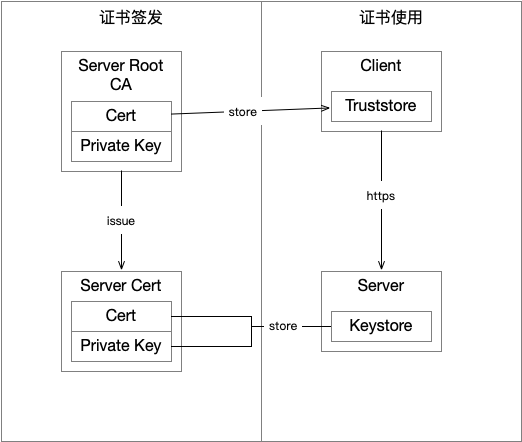 证书签发
证书使用
Server Root
CA
Cert
Private Key
store
Client
Truststore
issue
https
Server Cert
Cert
Private Key
store
Server
Keystore